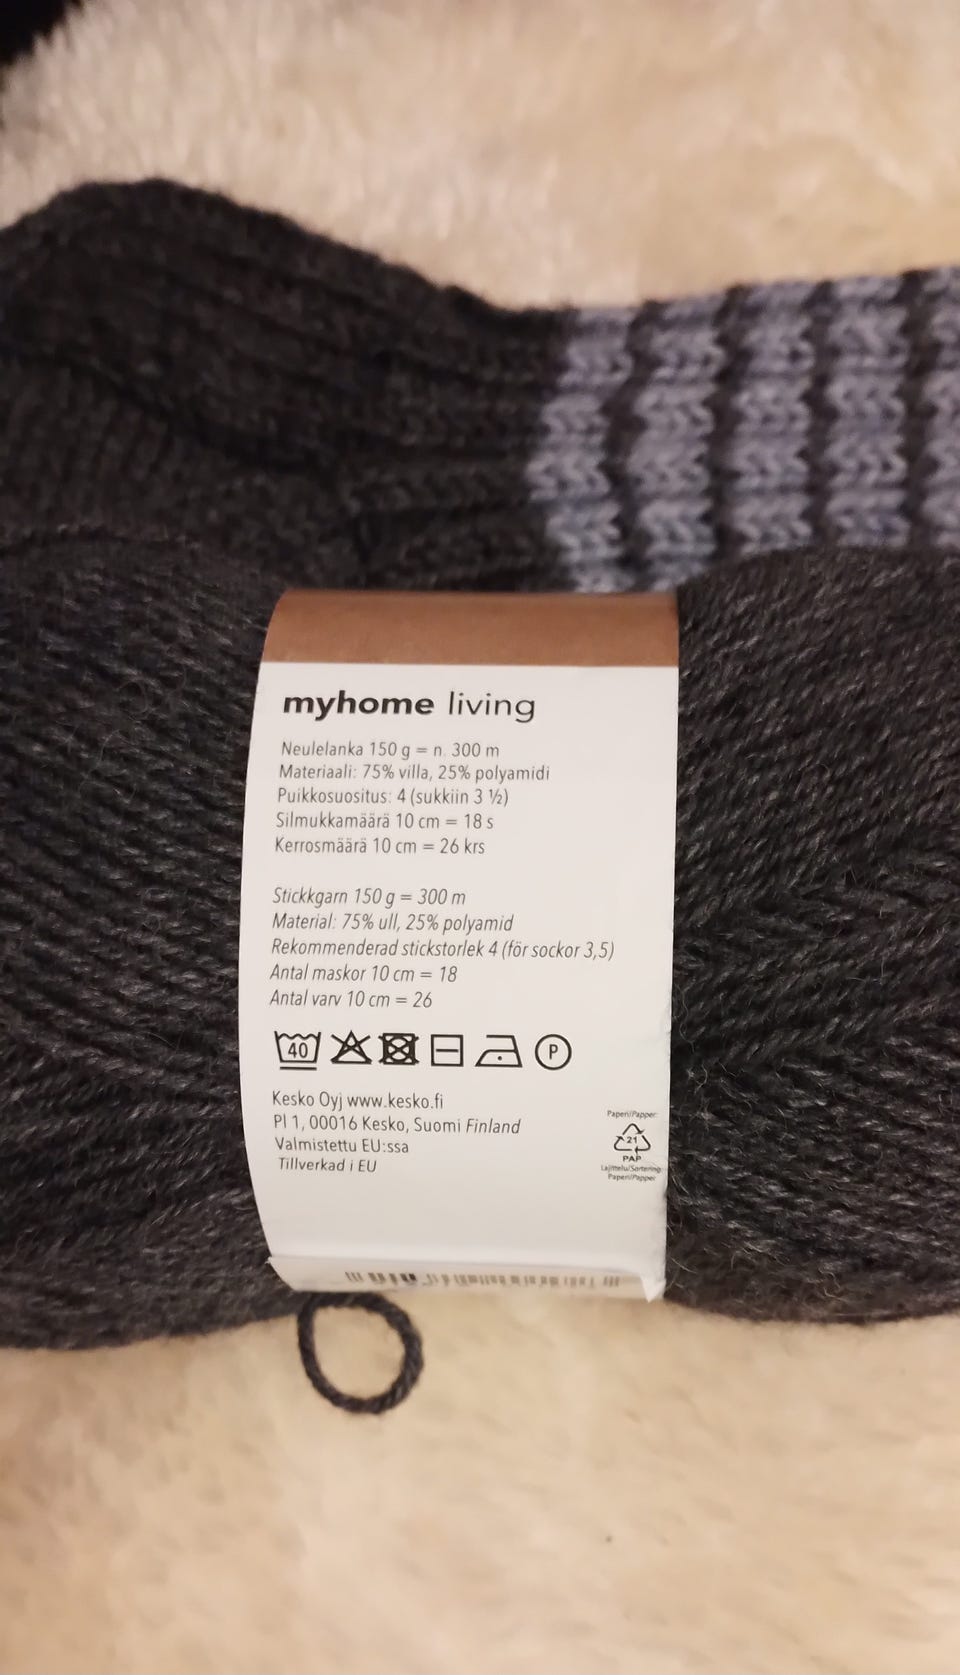 myhome living
Neulelanka 150 g = n. 300 m
Materiaali: 75% villa, 25% polyamidi
Puikkosuositus: 4 (sukkiin 3 ½)
Silmukkamäärä 10 cm = 18 s
Kerrosmäärä 10 cm = 26 krs
Stickkgarn 150 g = 300 m
Material: 75% ull, 25% polyamid
Rekommenderad stickstorlek 4 (för sockor 3,5)
Antal maskor 10 cm = 18
Antal varv 10 cm = 26
40
P
Kesko Oyj www.kesko.fi
Pl 1, 00016 Kesko, Suomi Finland
Valmistettu EU:ssa
Tillverkad i EU
Paperi/Papper
21
PAP
Lajittelu/Sortering:
Paperi/Papper